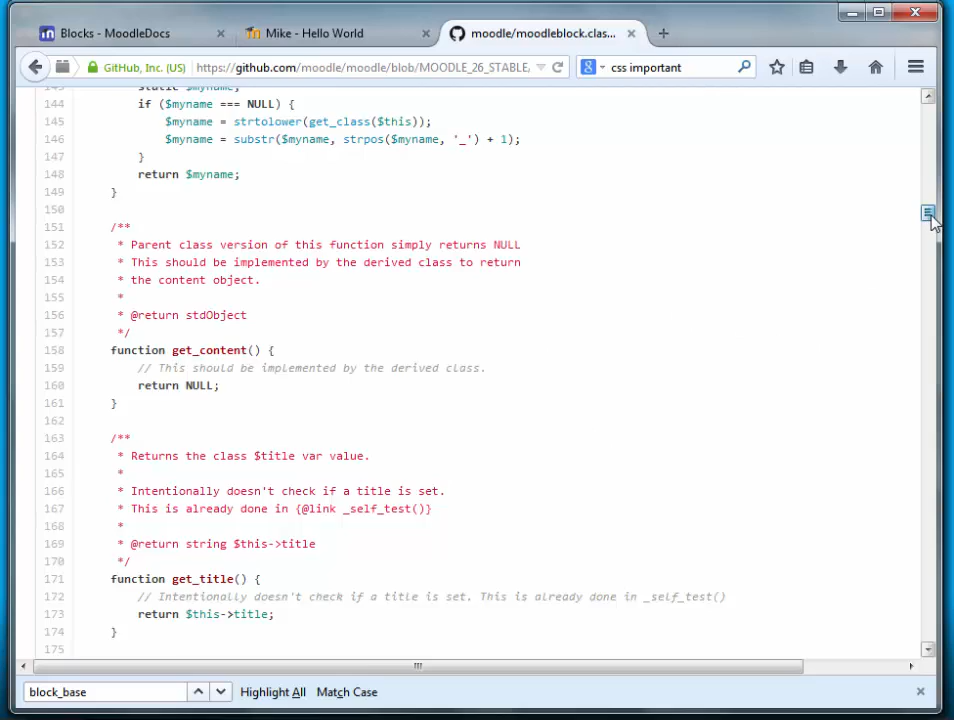 Blocks - MoodleDocs
Mike - Hello World
moodle/moodleblock.clas...
GitHub, Inc. (US) https://github.com/moodle/moodle/blob/MOODLE_26_STABLE, css important
static $myname;
144 if ($myname === NULL) {
145 $myname = strtolower(get_class($this));
146 $myname = substr($myname, strpos($myname, '_') + 1);
147 }
148 return $myname;
149 }
150
151 /**
152 * Parent class version of this function simply returns NULL
153 * This should be implemented by the derived class to return
154 * the content object.
155 *
156 * @return stdObject
157 */
158 function get_content() {
159 // This should be implemented by the derived class.
160 return NULL;
161 }
162
163 /**
164 * Returns the class $title var value.
165 *
166 * Intentionally doesn't check if a title is set.
167 * This is already done in {@link _self_test()}
168 *
169 * @return string $this->title
170 */
171 function get_title() {
172 // Intentionally doesn't check if a title is set. This is already done in _self_test()
173 return $this->title;
174 }
175
block_base Highlight All Match Case